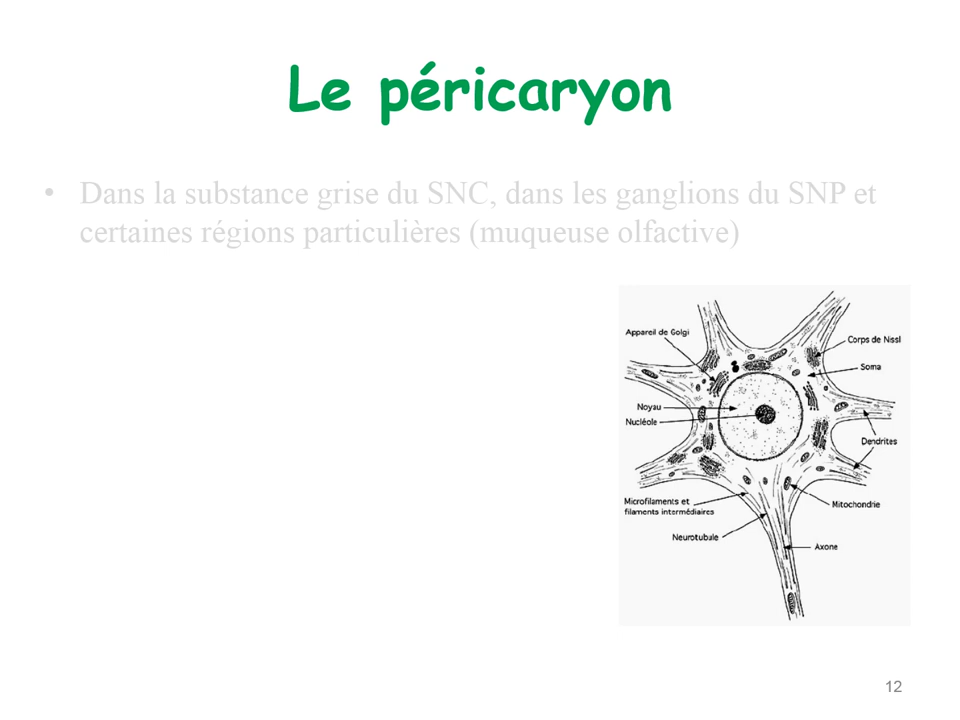 Le péricaryon
• Dans la substance grise du SNC, dans les ganglions du SNP et
certaines régions particulières (muqueuse olfactive)
Appareil de Golgi
Corps de Nissl
Soma
Noyau
Nucléole
Dendrites
Microfilaments et
filaments intermédiaires
Mitochondrie
Neurotubule
Axone
12